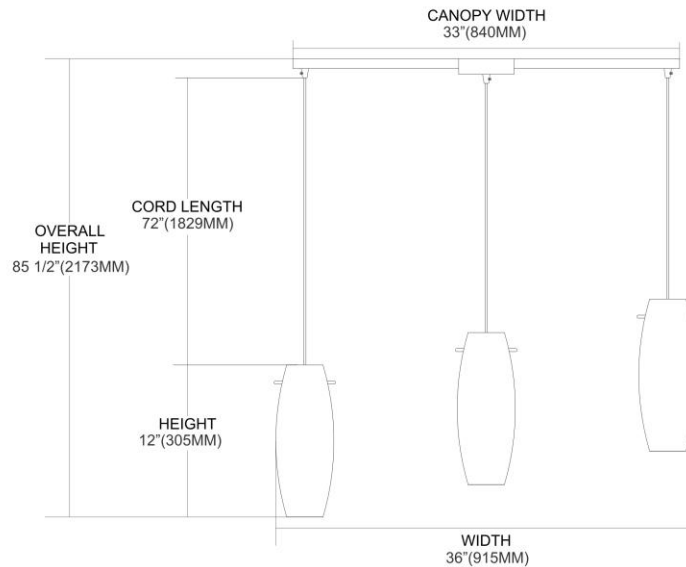 CANOPY WIDTH
33"(840MM)
CORD LENGTH
72"(1829MM)
OVERALL
HEIGHT
85 1/2"(2173MM)
HEIGHT
12"(305MM)
WIDTH
36"(915MM)